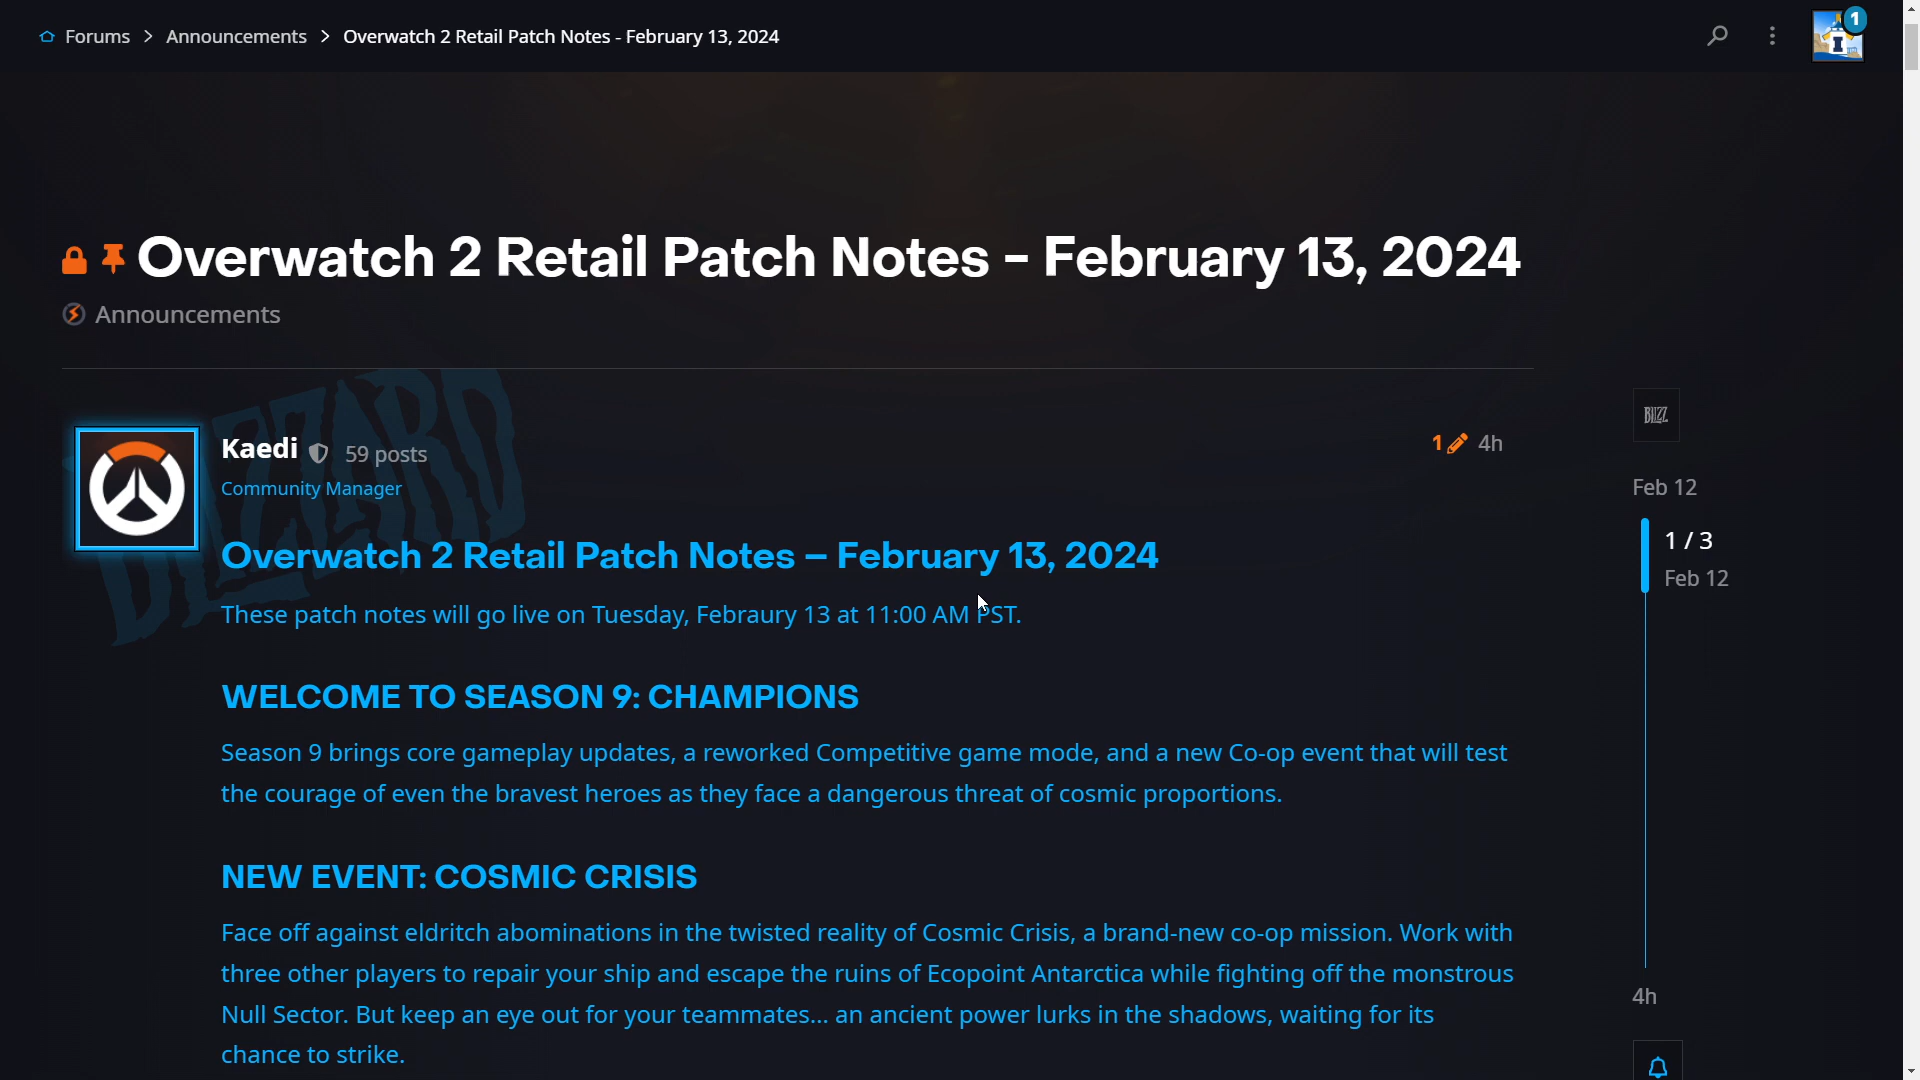 Forums > Announcements > Overwatch 2 Retail Patch Notes - February 13, 2024
1
Overwatch 2 Retail Patch Notes - February 13, 2024
Announcements
BLIZZARD
Kaedi 59 posts
1 4h
Community Manager
Overwatch 2 Retail Patch Notes – February 13, 2024
These patch notes will go live on Tuesday, Febraury 13 at 11:00 AM PST.
WELCOME TO SEASON 9: CHAMPIONS
Season 9 brings core gameplay updates, a reworked Competitive game mode, and a new Co-op event that will test
the courage of even the bravest heroes as they face a dangerous threat of cosmic proportions.
NEW EVENT: COSMIC CRISIS
Face off against eldritch abominations in the twisted reality of Cosmic Crisis, a brand-new co-op mission. Work with
three other players to repair your ship and escape the ruins of Ecopoint Antarctica while fighting off the monstrous
Null Sector. But keep an eye out for your teammates… an ancient power lurks in the shadows, waiting for its
chance to strike.
BLIZZ
Feb 12
1 / 3
Feb 12
4h